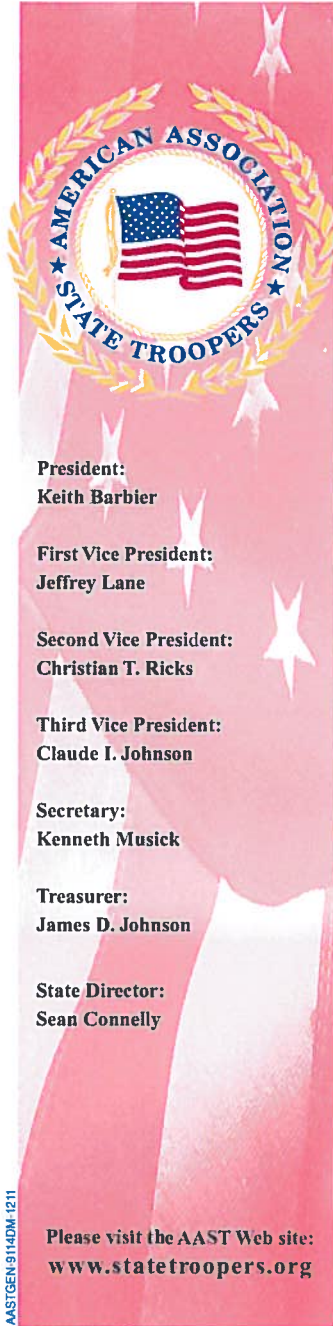 ★ AMERICAN ASSOCIATION ★
STATE TROOPERS
President:
Keith Barbier
First Vice President:
Jeffrey Lane
Second Vice President:
Christian T. Ricks
Third Vice President:
Claude I. Johnson
Secretary:
Kenneth Musick
Treasurer:
James D. Johnson
State Director:
Sean Connelly
AASTGEN-9114DM-1211
Please visit the AAST Web site:
www.statetroopers.org